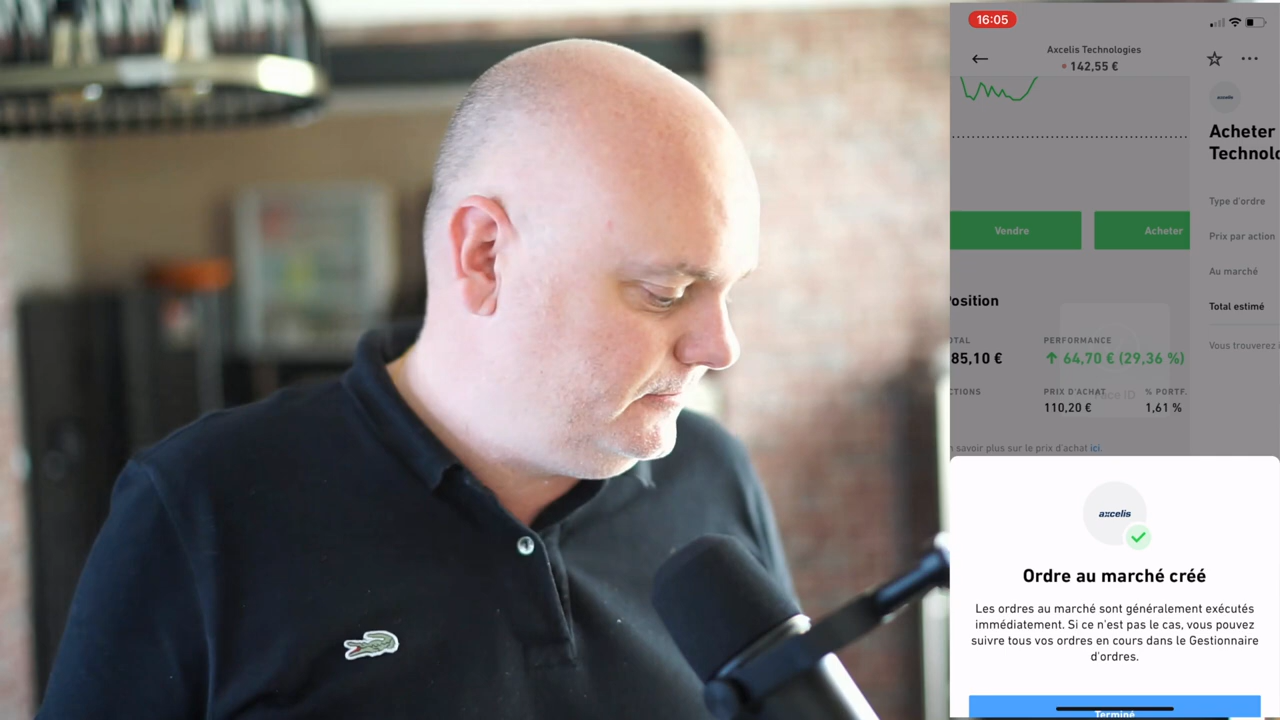 16:05
Axcelis Technologies
142,55 €
axcelis
Acheter
Technolo
Type d'ordre
Prix par action
Vendre
Acheter
Au marché
Position
Total estimé
OTAL
PERFORMANCE
85,10 €
↑ 64,70 € (29,36 %)
Vous trouverez
CTIONS
PRIX D'ACHAT
% PORTF.
Face ID
110,20 €
1,61 %
n savoir plus sur le prix d'achat ici.
axcelis
Ordre au marché créé
Les ordres au marché sont généralement exécutés
immédiatement. Si ce n'est pas le cas, vous pouvez
suivre tous vos ordres en cours dans le Gestionnaire
d'ordres.
Terminé